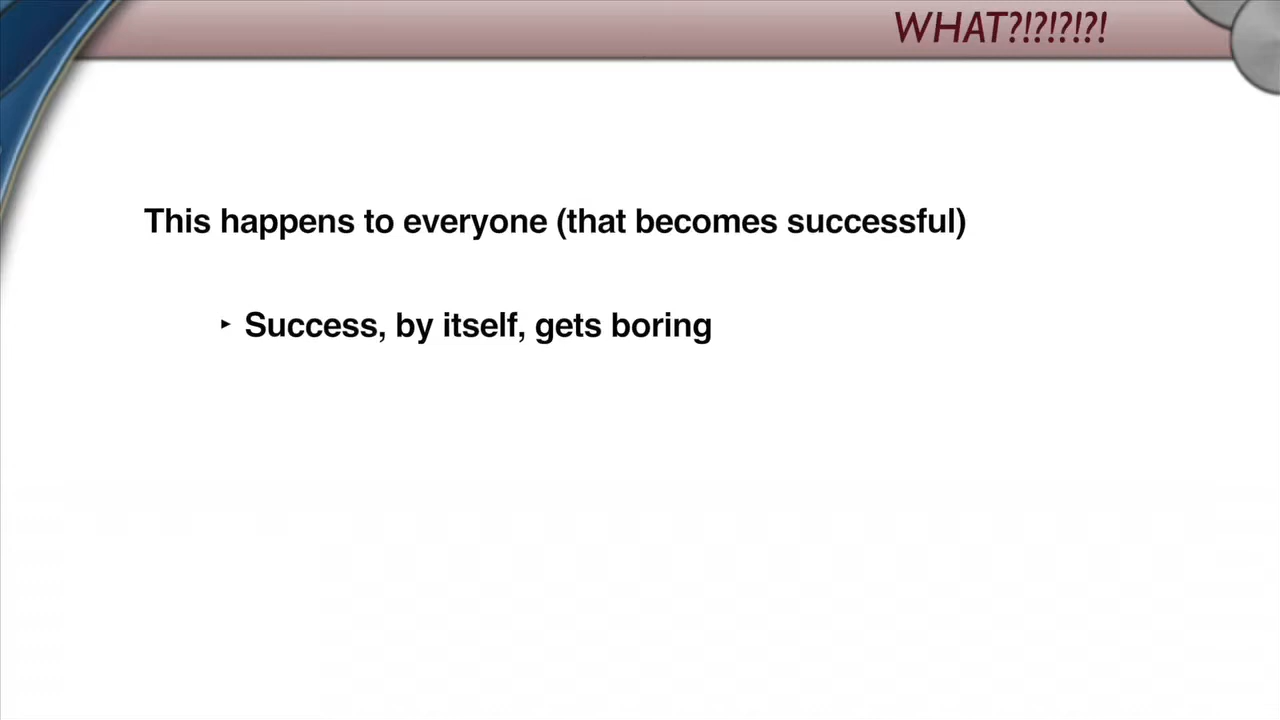 WHAT?!?!?!?!
This happens to everyone (that becomes successful)
‣ Success, by itself, gets boring